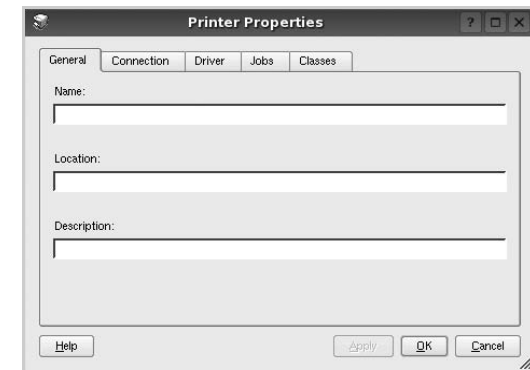 Printer Properties
General Connection Driver Jobs Classes
Name:
Location:
Description:
Help Apply OK Cancel